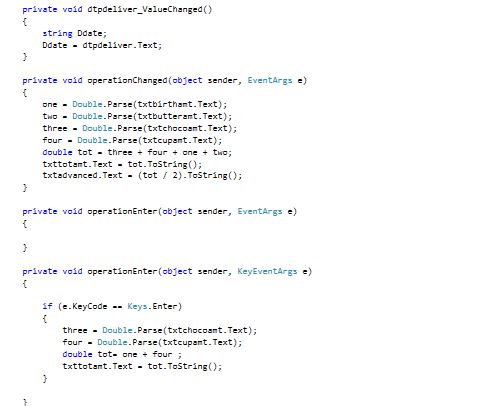 private void dtpdeliver_ValueChanged()
{
string Ddate;
Ddate = dtpdeliver.Text;
}
private void operationChanged(object sender, EventArgs e)
{
one = Double.Parse(txtbirthamt.Text);
two = Double.Parse(txtbutteramt.Text);
three = Double.Parse(txtchocoamt.Text);
four = Double.Parse(txtcupamt.Text);
double tot = three + four + one + two;
txttotamt.Text = tot.ToString();
txtadvanced.Text = (tot / 2).ToString();
}
private void operationEnter(object sender, EventArgs e)
{
}
private void operationEnter(object sender, KeyEventArgs e)
{
if (e.KeyCode == Keys.Enter)
{
three = Double.Parse(txtchocoamt.Text);
four = Double.Parse(txtcupamt.Text);
double tot= one + four ;
txttotamt.Text = tot.ToString();
}
}